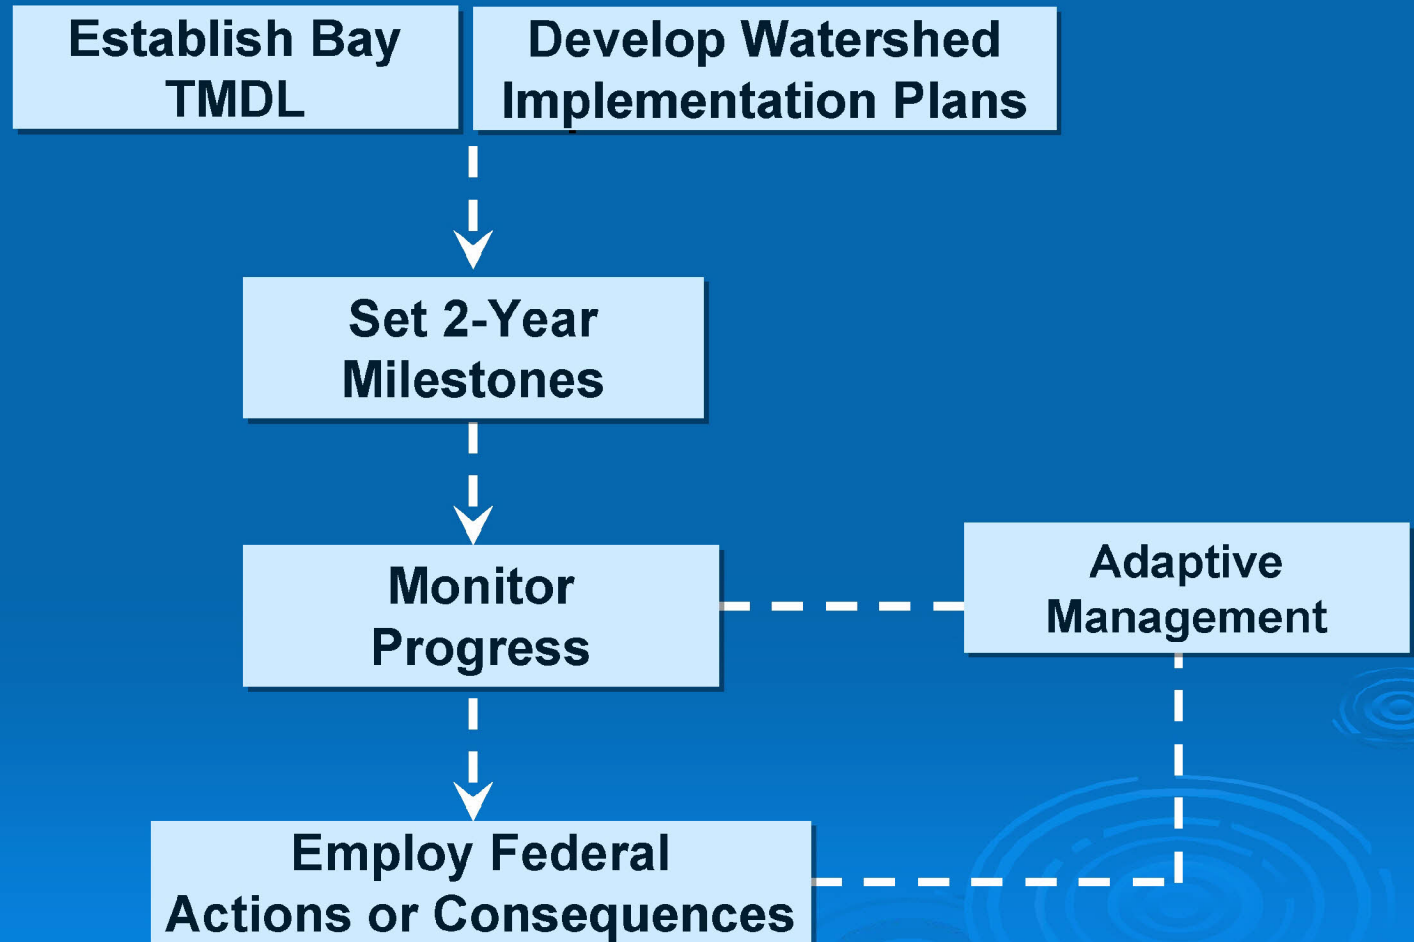 Establish Bay
TMDL
Develop Watershed
Implementation Plans
Set 2-Year
Milestones
Monitor
Progress
Adaptive
Management
Employ Federal
Actions or Consequences